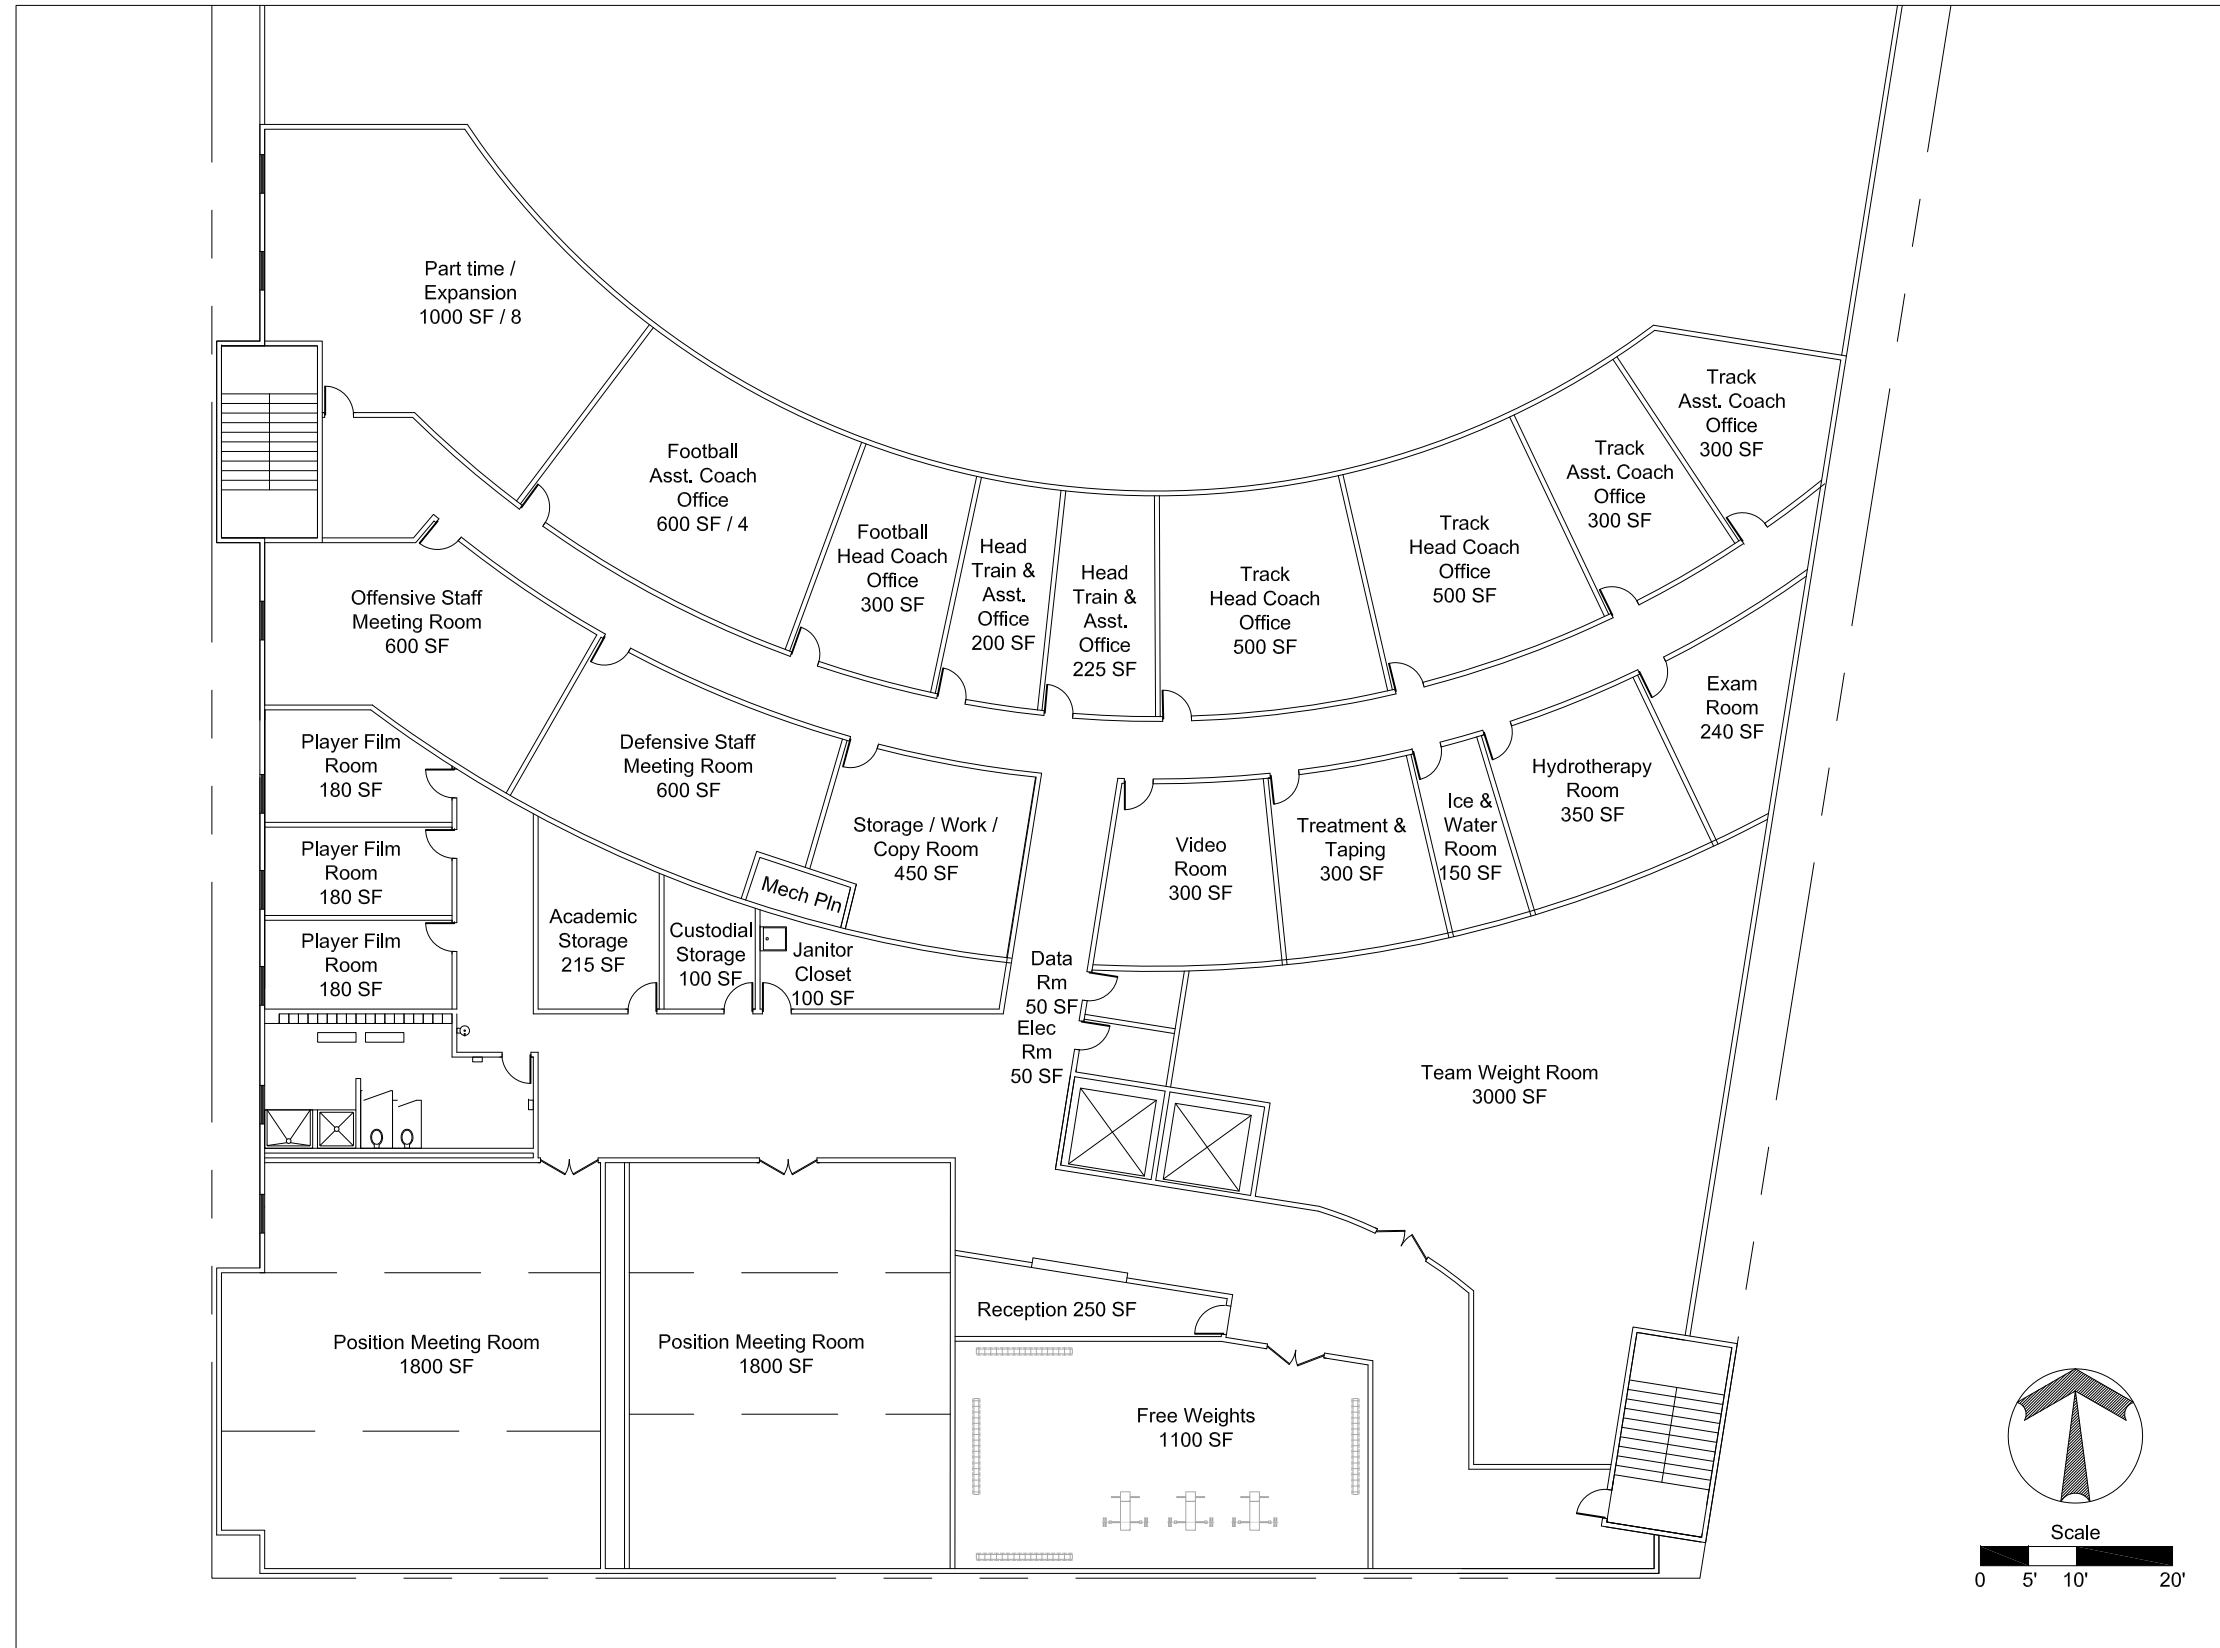 Part time /
Expansion
1000 SF / 8
Football
Asst. Coach
Office
600 SF / 4
Football
Head Coach
Office
300 SF
Head
Train &
Asst.
Office
200 SF
Head
Train &
Asst.
Office
225 SF
Track
Head Coach
Office
500 SF
Track
Head Coach
Office
500 SF
Track
Asst. Coach
Office
300 SF
Track
Asst. Coach
Office
300 SF
Offensive Staff
Meeting Room
600 SF
Defensive Staff
Meeting Room
600 SF
Storage / Work /
Copy Room
450 SF
Mech Pln
Video
Room
300 SF
Treatment &
Taping
300 SF
Ice &
Water
Room
150 SF
Hydrotherapy
Room
350 SF
Exam
Room
240 SF
Player Film
Room
180 SF
Player Film
Room
180 SF
Player Film
Room
180 SF
Academic
Storage
215 SF
Custodial
Storage
100 SF
Janitor
Closet
100 SF
Data
Rm
50 SF
Elec
Rm
50 SF
Team Weight Room
3000 SF
Position Meeting Room
1800 SF
Position Meeting Room
1800 SF
Reception 250 SF
Free Weights
1100 SF
Scale
0 5' 10' 20'